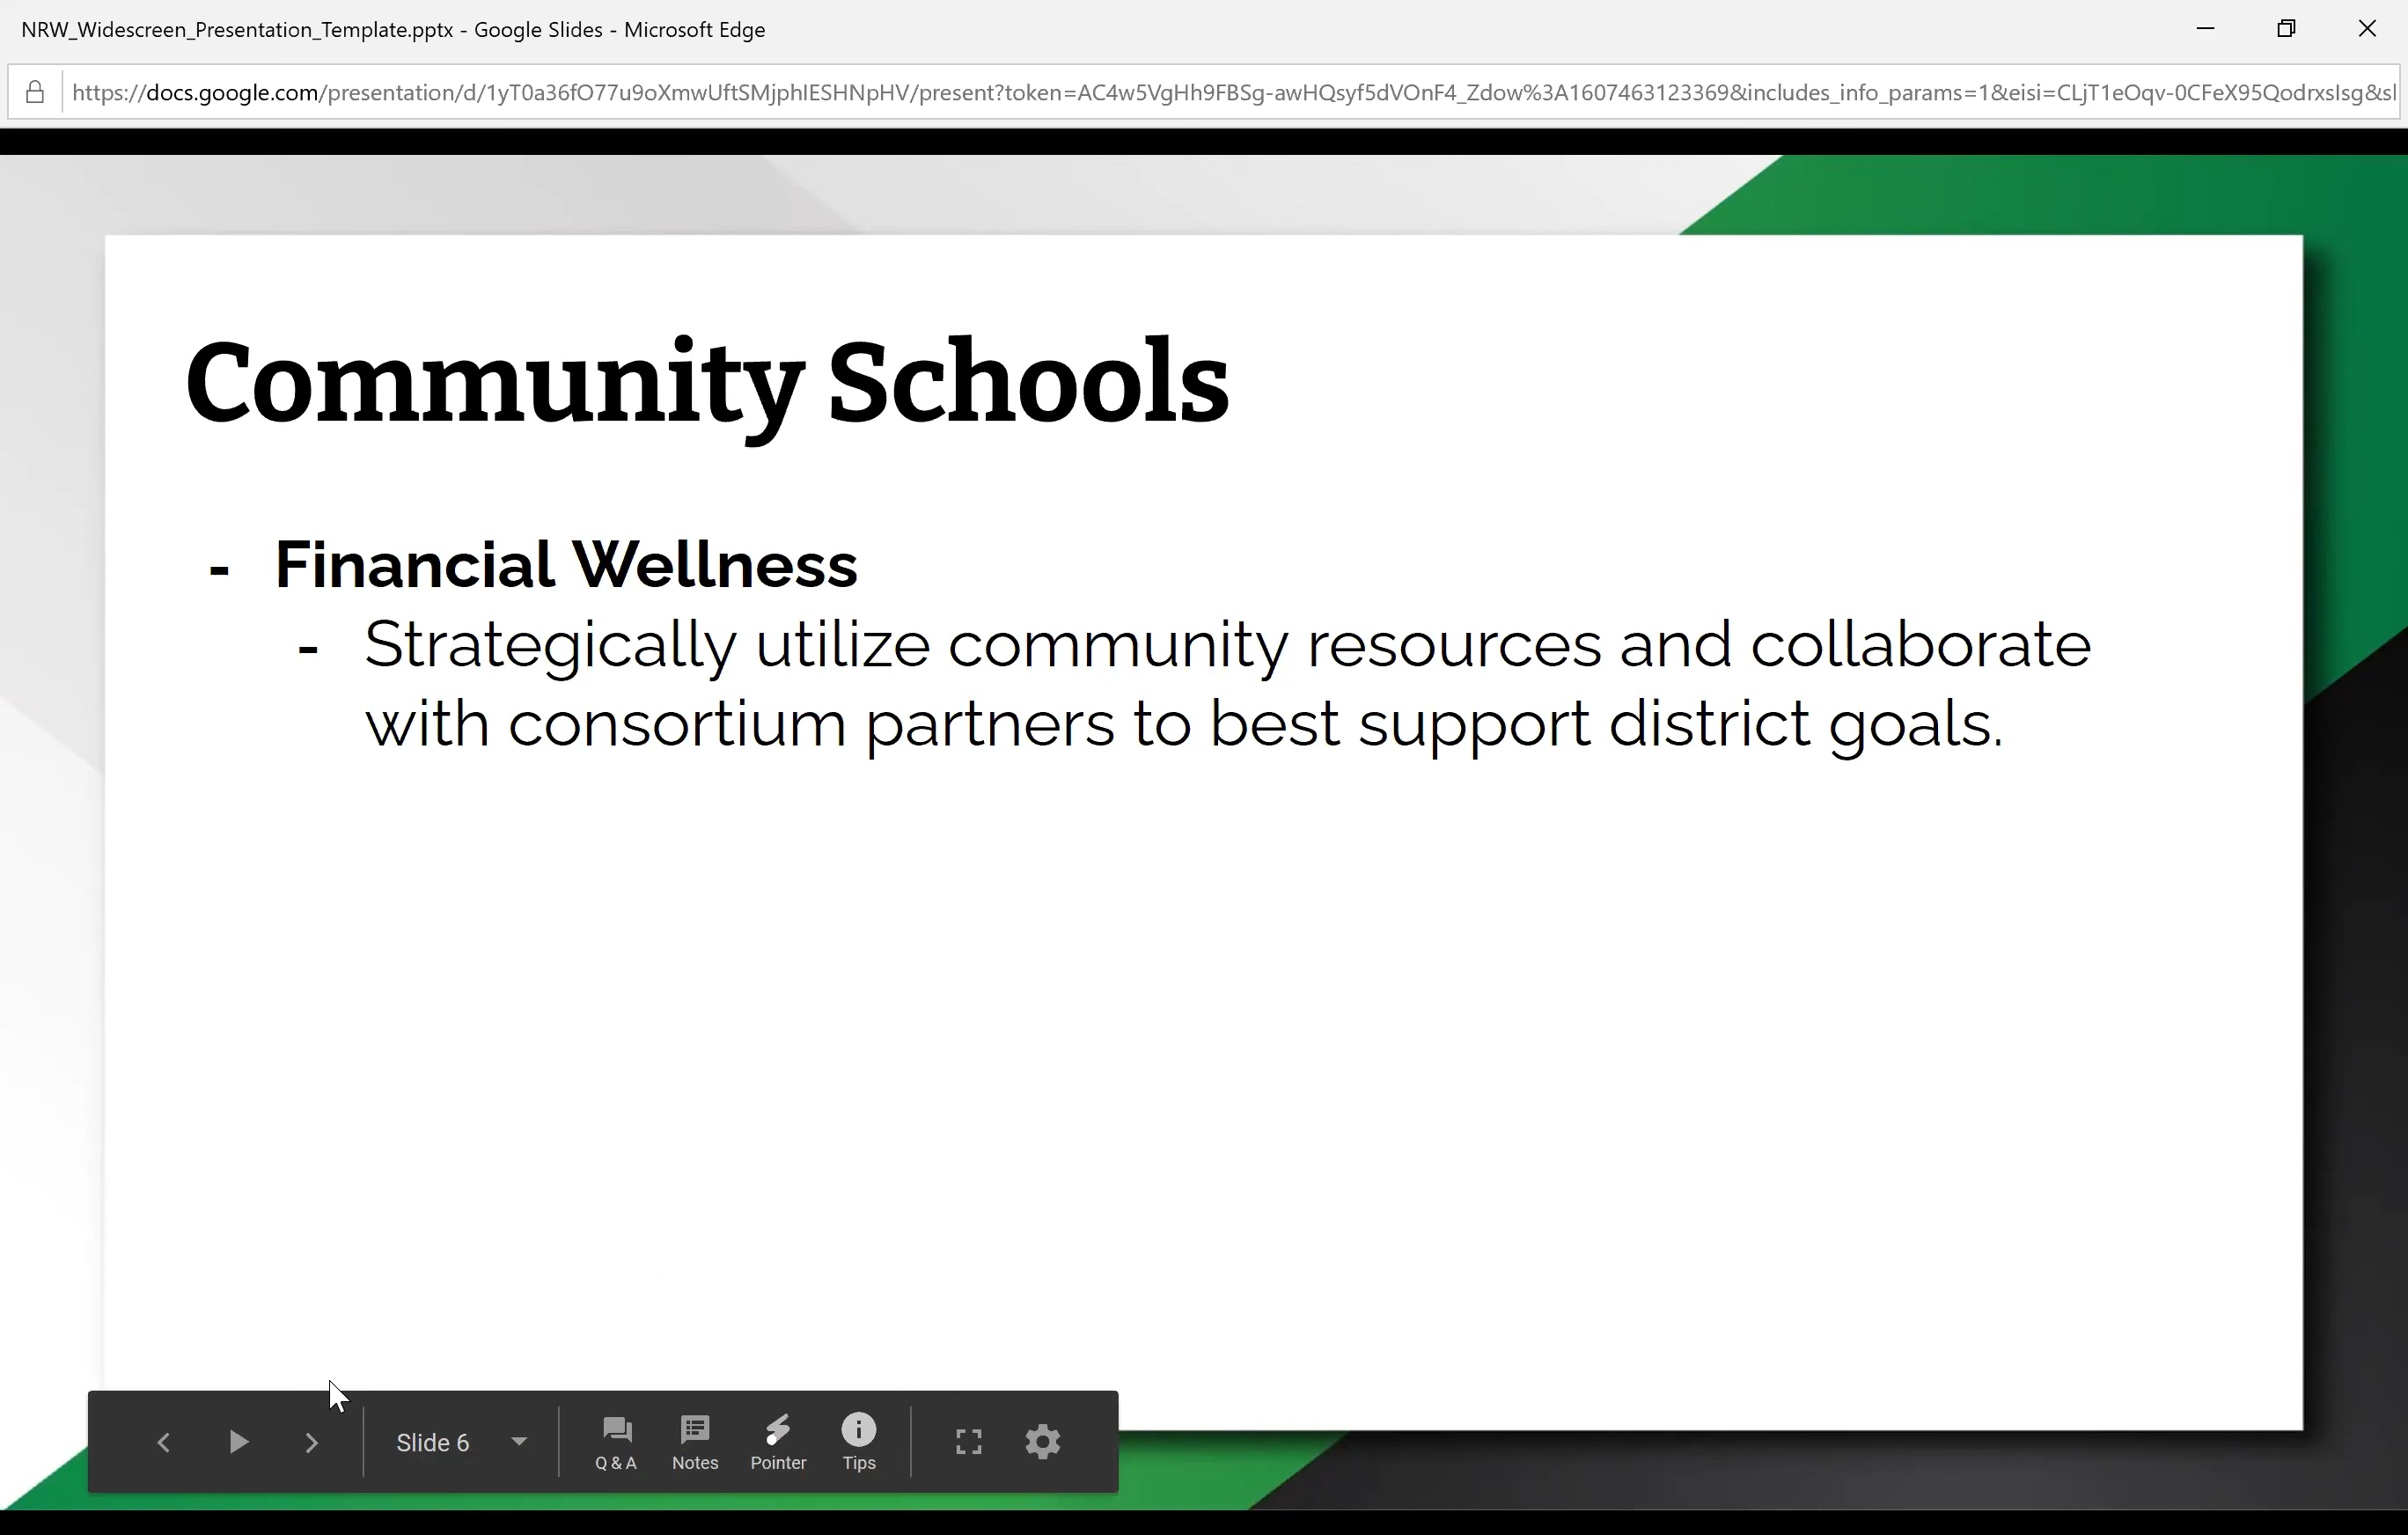 NRW_Widescreen_Presentation_Template.pptx - Google Slides - Microsoft Edge
https://docs.google.com/presentation/d/1yT0a36fO77u9oXmwUftSMjphIESHNpHV/present?token=AC4w5VgHh9FBSg-awHQsyf5dVOnF4_Zdow%3A1607463123369&includes_info_params=1&eisi=CLjT1eOqv-0CFeX95QodrxsIsg&sl
Community Schools
- Financial Wellness
- Strategically utilize community resources and collaborate
with consortium partners to best support district goals.
Slide 6
Q & A
Notes
Pointer
Tips